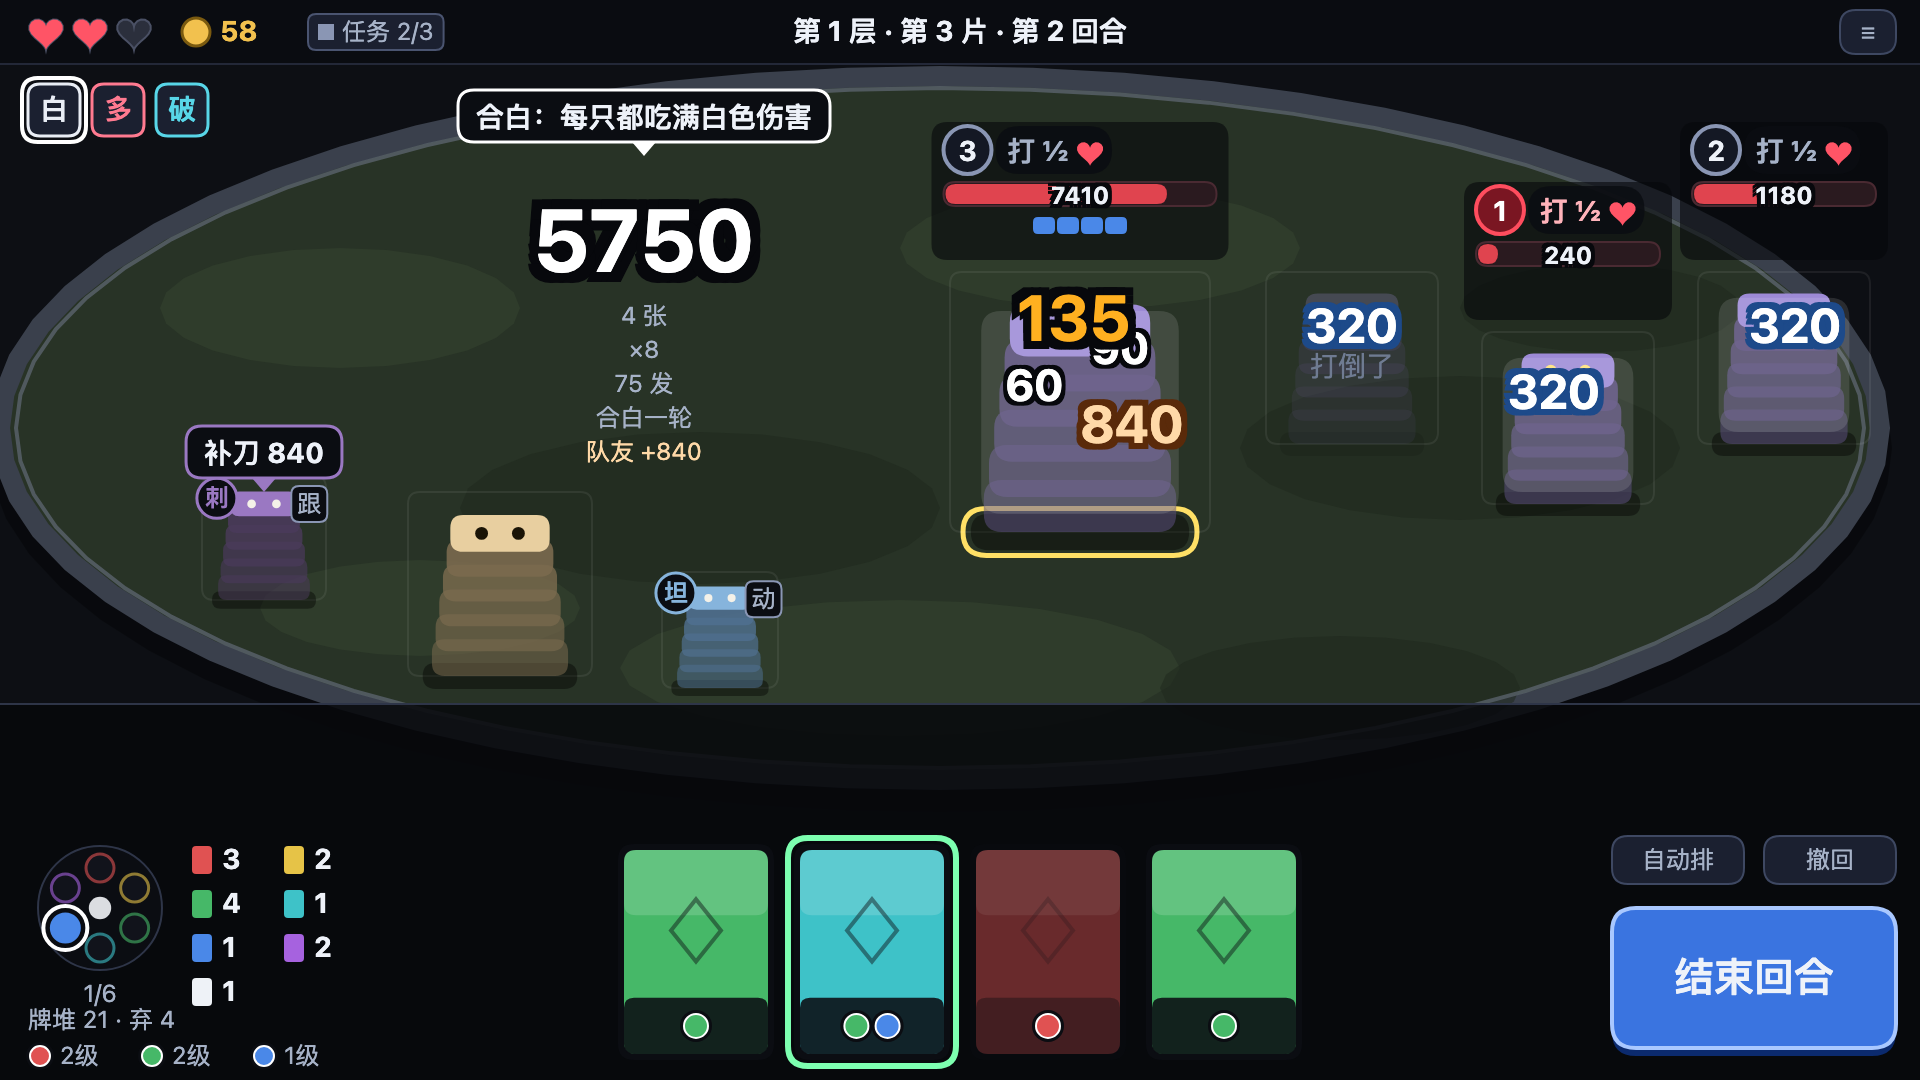 58
任务 2/3
第 1 层 · 第 3 片 · 第 2 回合
≡
白
多
破
合白：每只都吃满白色伤害
5750
4 张
×8
75 发
合白一轮
队友 +840
3 打 ½
7410
1 打 ½
240
2 打 ½
1180
135
90
60
840
320
打倒了
320
320
补刀 840
刺
跟
坦
动
3
2
4
1
1
2
1
1/6
牌堆 21 · 弃 4
2级
2级
1级
自动排
撤回
结束回合